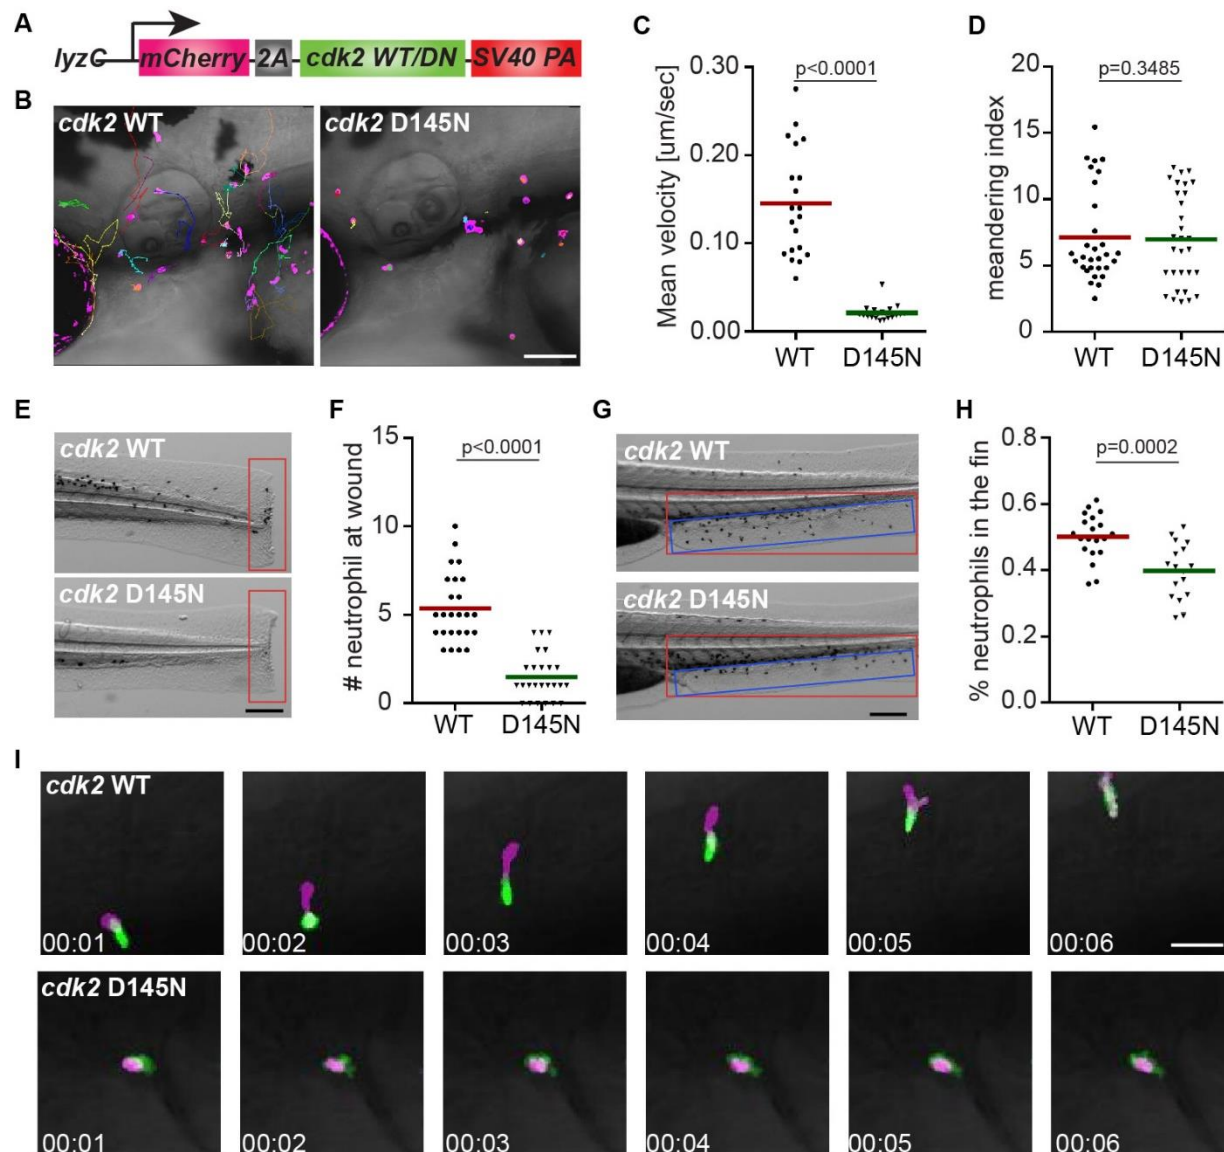 A
lyzC mCherry 2A cdk2 WT/DN SV40 PA
B
cdk2 WT
cdk2 D145N
C
Mean velocity [um/sec]
0.30
0.20
0.10
0.00
p<0.0001
WT D145N
D
meandering index
20
15
10
5
0
p=0.3485
WT D145N
E
cdk2 WT
cdk2 D145N
F
# neutrophil at wound
15
10
5
0
p<0.0001
WT D145N
G
cdk2 WT
cdk2 D145N
H
% neutrophils in the fin
0.8
0.6
0.4
0.2
0.0
p=0.0002
WT D145N
I
cdk2 WT
00:01 00:02 00:03 00:04 00:05 00:06
cdk2 D145N
00:01 00:02 00:03 00:04 00:05 00:06